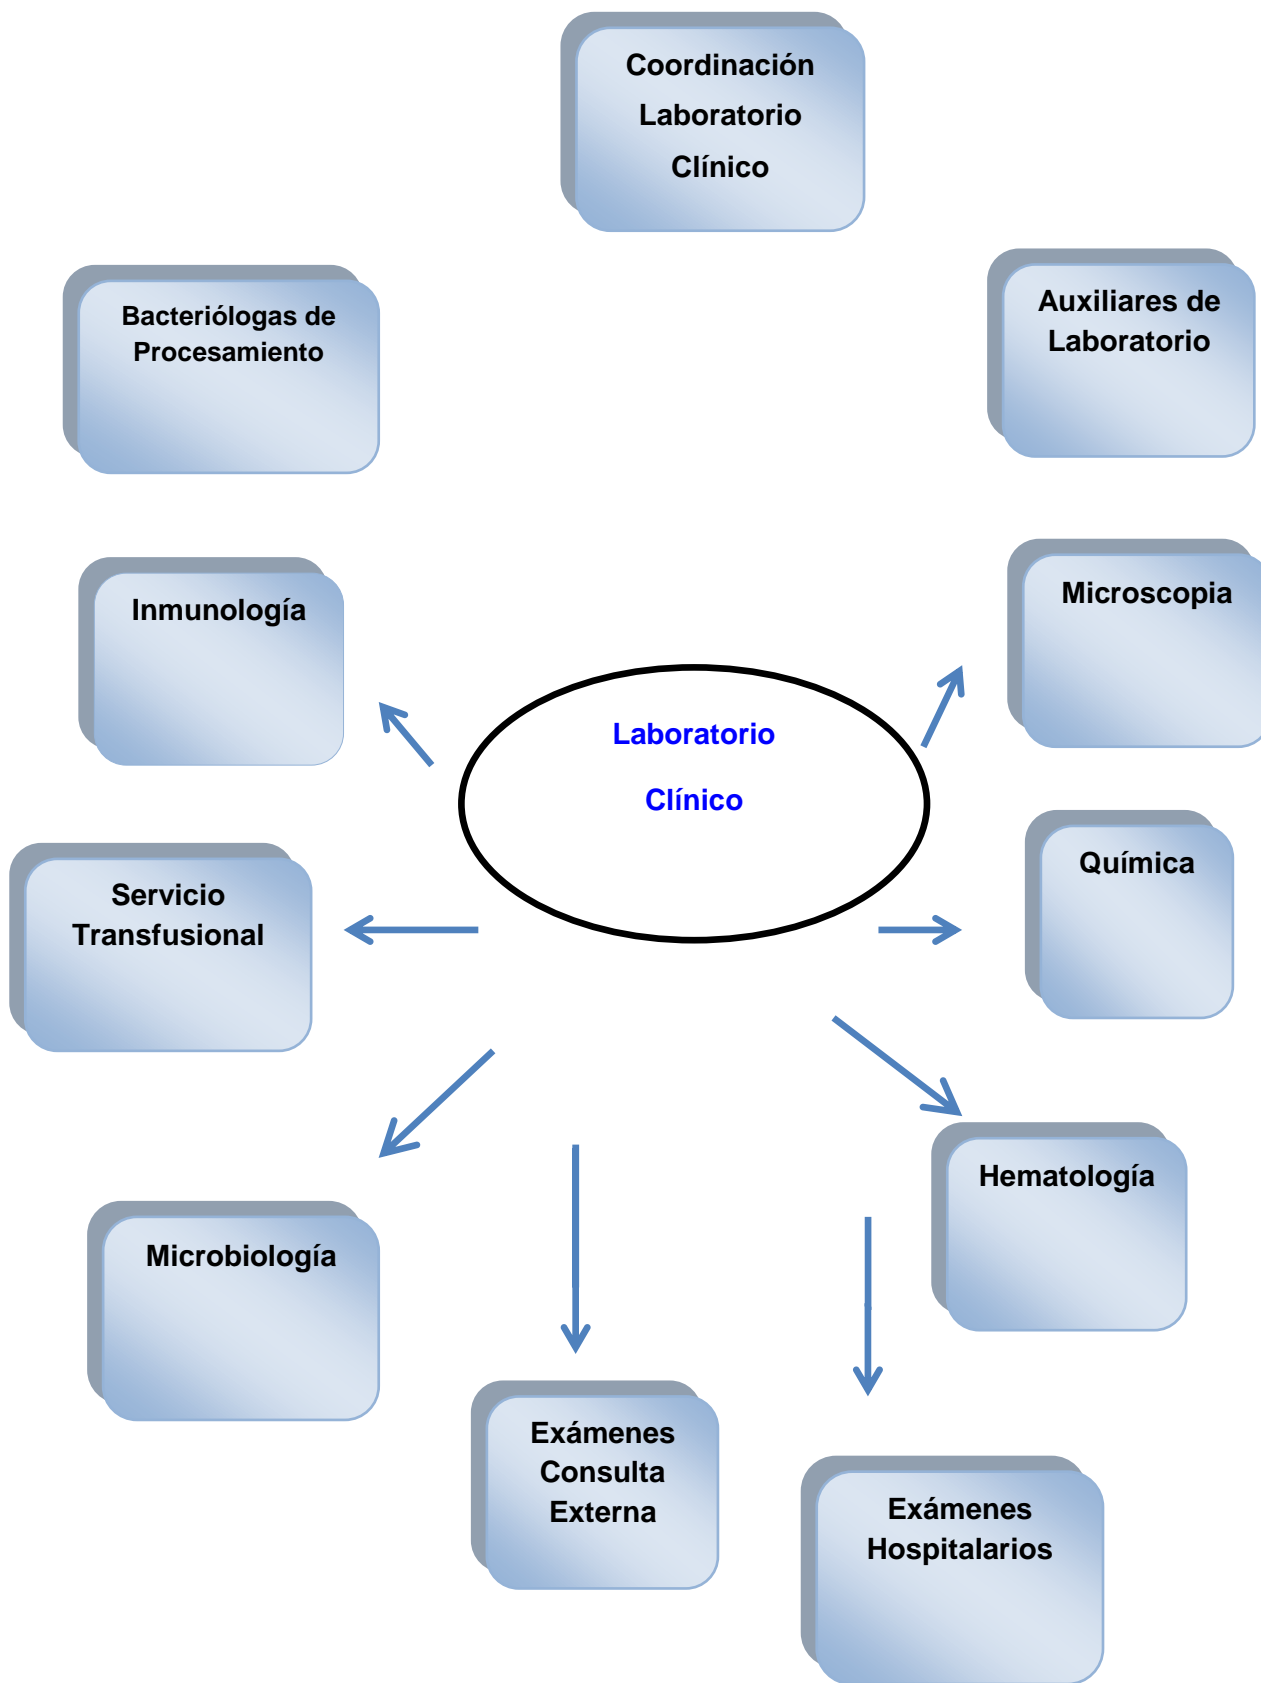 Coordinación
Laboratorio
Clínico
Bacteriólogas de
Procesamiento
Auxiliares de
Laboratorio
Inmunología
Microscopia
Laboratorio
Clínico
Servicio
Transfusional
Química
Microbiología
Hematología
Exámenes
Consulta
Externa
Exámenes
Hospitalarios